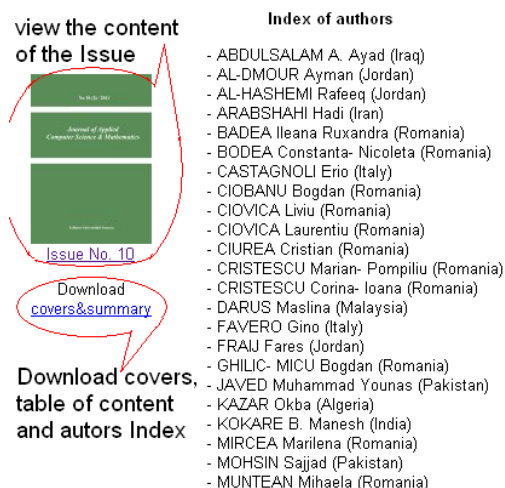 view the content
of the Issue
No 10 (5) / 2011
Journal of Applied
Computer Science & Mathematics
Issue No. 10
Download
covers&summary
Download covers,
table of content
and autors Index
Index of authors
- ABDULSALAM A. Ayad (Iraq)
- AL-DMOUR Ayman (Jordan)
- AL-HASHEMI Rafeeq (Jordan)
- ARABSHAHI Hadi (Iran)
- BADEA Ileana Ruxandra (Romania)
- BODEA Constanta- Nicoleta (Romania)
- CASTAGNOLI Erio (Italy)
- CIOBANU Bogdan (Romania)
- CIOVICA Liviu (Romania)
- CIOVICA Laurentiu (Romania)
- CIUREA Cristian (Romania)
- CRISTESCU Marian- Pompiliu (Romania)
- CRISTESCU Corina- Ioana (Romania)
- DARUS Maslina (Malaysia)
- FAVERO Gino (Italy)
- FRAIJ Fares (Jordan)
- GHILIC- MICU Bogdan (Romania)
- JAVED Muhammad Younas (Pakistan)
- KAZAR Okba (Algeria)
- KOKARE B. Manesh (India)
- MIRCEA Marilena (Romania)
- MOHSIN Sajjad (Pakistan)
- MUNTEAN Mihaela (Romania)